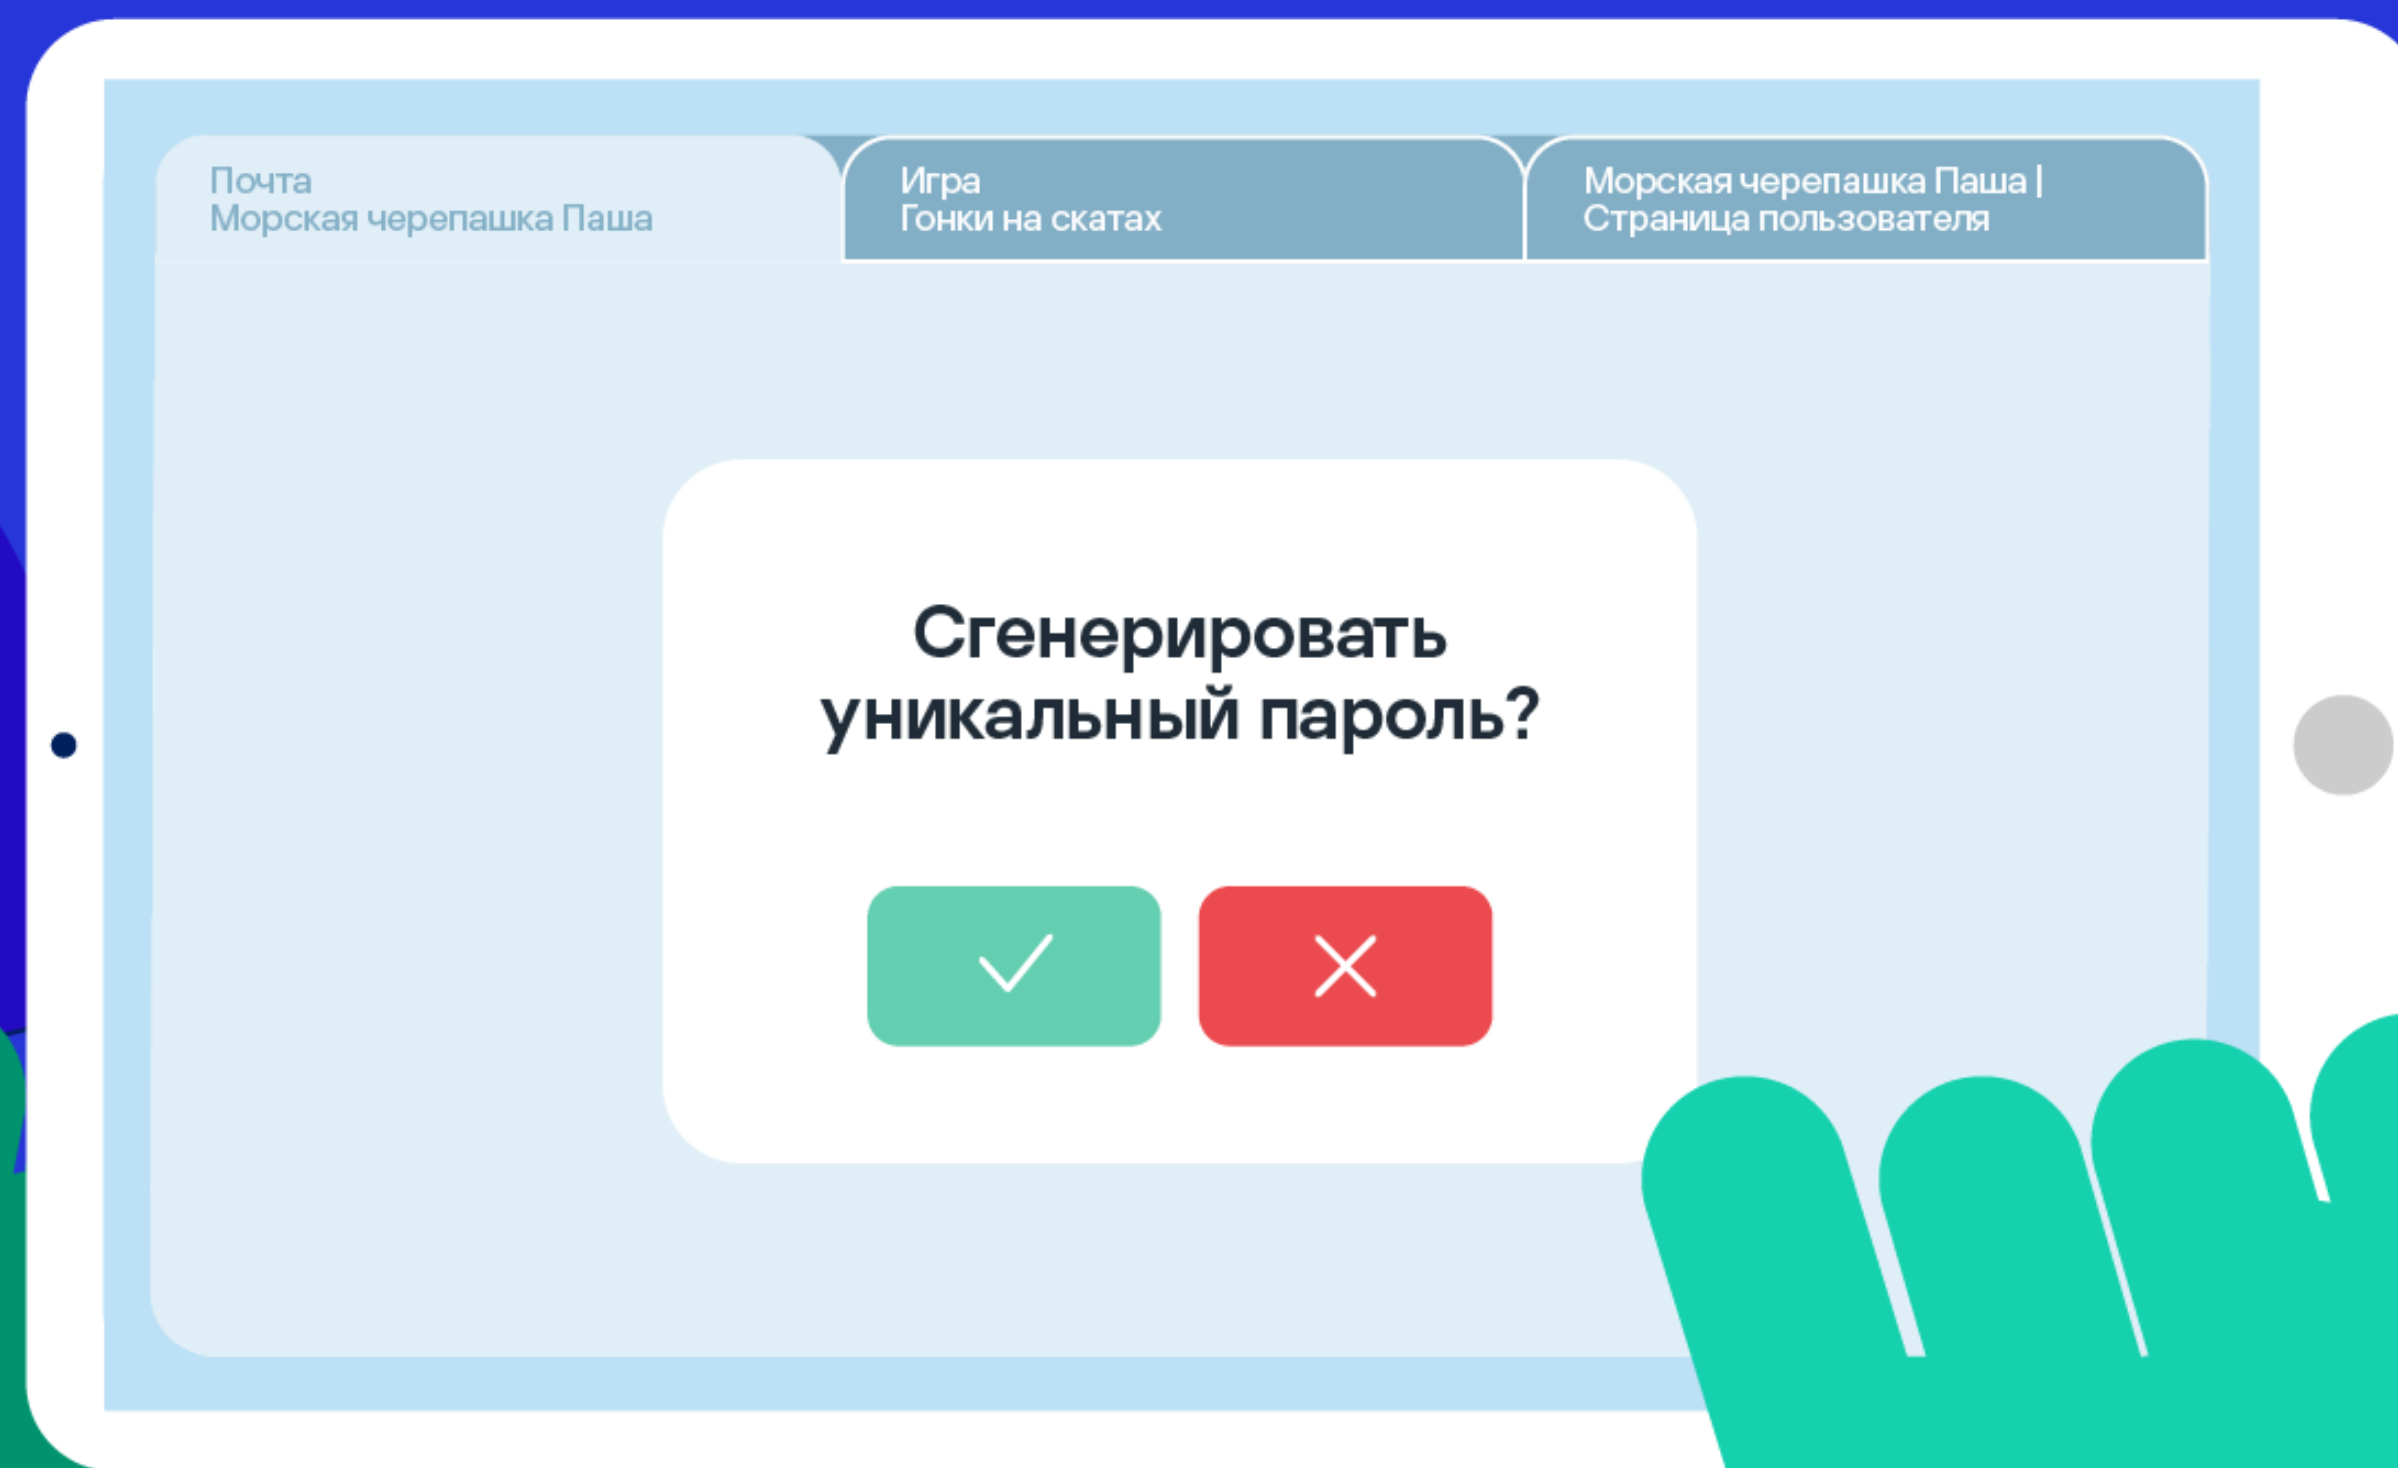 Почта
Морская черепашка Паша
Игра
Гонки на скатах
Морская черепашка Паша |
Страница пользователя
Сгенерировать
уникальный пароль?